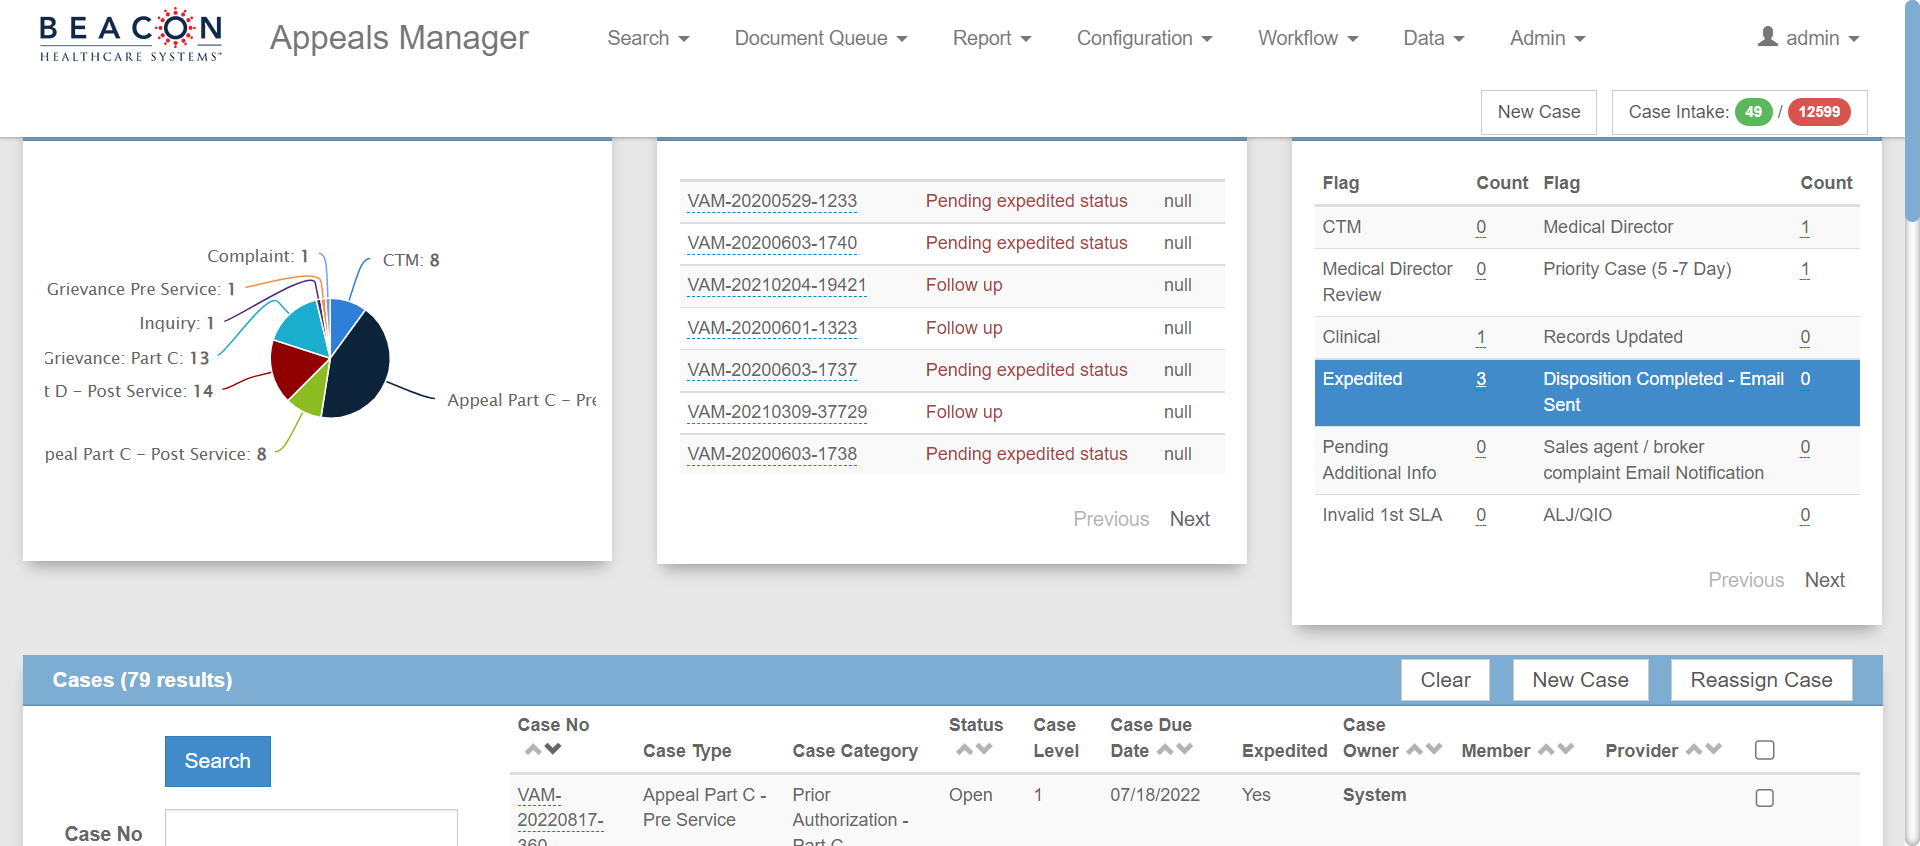 BEACON
HEALTHCARE SYSTEMS™
Appeals Manager
Search
Document Queue
Report
Configuration
Workflow
Data
Admin
admin
New Case
Case Intake: 49 / 12599
Complaint: 1
CTM: 8
Grievance Pre Service: 1
Inquiry: 1
Grievance: Part C: 13
t D – Post Service: 14
Appeal Part C – Pre
peal Part C – Post Service: 8
VAM-20200529-1233 Pending expedited status null
VAM-20200603-1740 Pending expedited status null
VAM-20210204-19421 Follow up null
VAM-20200601-1323 Follow up null
VAM-20200603-1737 Pending expedited status null
VAM-20210309-37729 Follow up null
VAM-20200603-1738 Pending expedited status null
Previous Next
Flag Count Flag Count
CTM 0 Medical Director 1
Medical Director 0 Priority Case (5 -7 Day) 1
Review
Clinical 1 Records Updated 0
Expedited 3 Disposition Completed - Email 0
Sent
Pending 0 Sales agent / broker 0
Additional Info complaint Email Notification
Invalid 1st SLA 0 ALJ/QIO 0
Previous Next
Cases (79 results)
Clear
New Case
Reassign Case
Search
Case No
Case No
Case Type
Case Category
Status
Case
Level
Case Due
Date
Expedited
Case
Owner
Member
Provider
VAM-
20220817-
360
Appeal Part C -
Pre Service
Prior
Authorization -
Part C
Open
1
07/18/2022
Yes
System